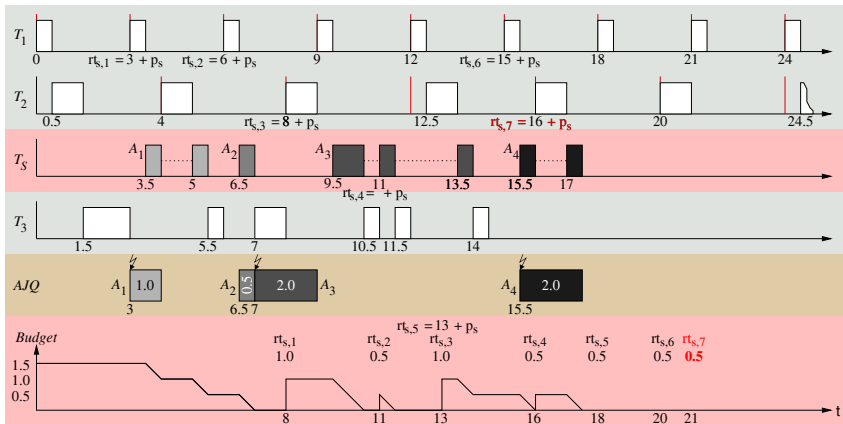 T1
0 3 6 9 12 15 18 21 24
rts,1 = 3 + ps rts,2 = 6 + ps rts,6 = 15 + ps
T2
0.5 4 8 12.5 16 20 24.5
rts,3 = 8 + ps rts,7 = 16 + ps
TS
A1 A2 A3 A4
3.5 5 6.5 9.5 11 13.5 15.5 17
rts,4 = + ps
T3
1.5 5.5 7 10.5 11.5 14
AJQ
A1 1.0 A2 0.5 2.0 A3 A4 2.0
3 6.5 7 15.5
rts,5 = 13 + ps
Budget
rts,1 rts,2 rts,3 rts,4 rts,5 rts,6 rts,7
1.0 0.5 1.0 0.5 0.5 0.5 0.5
1.5
1.0
0.5
t
8 11 13 16 18 20 21